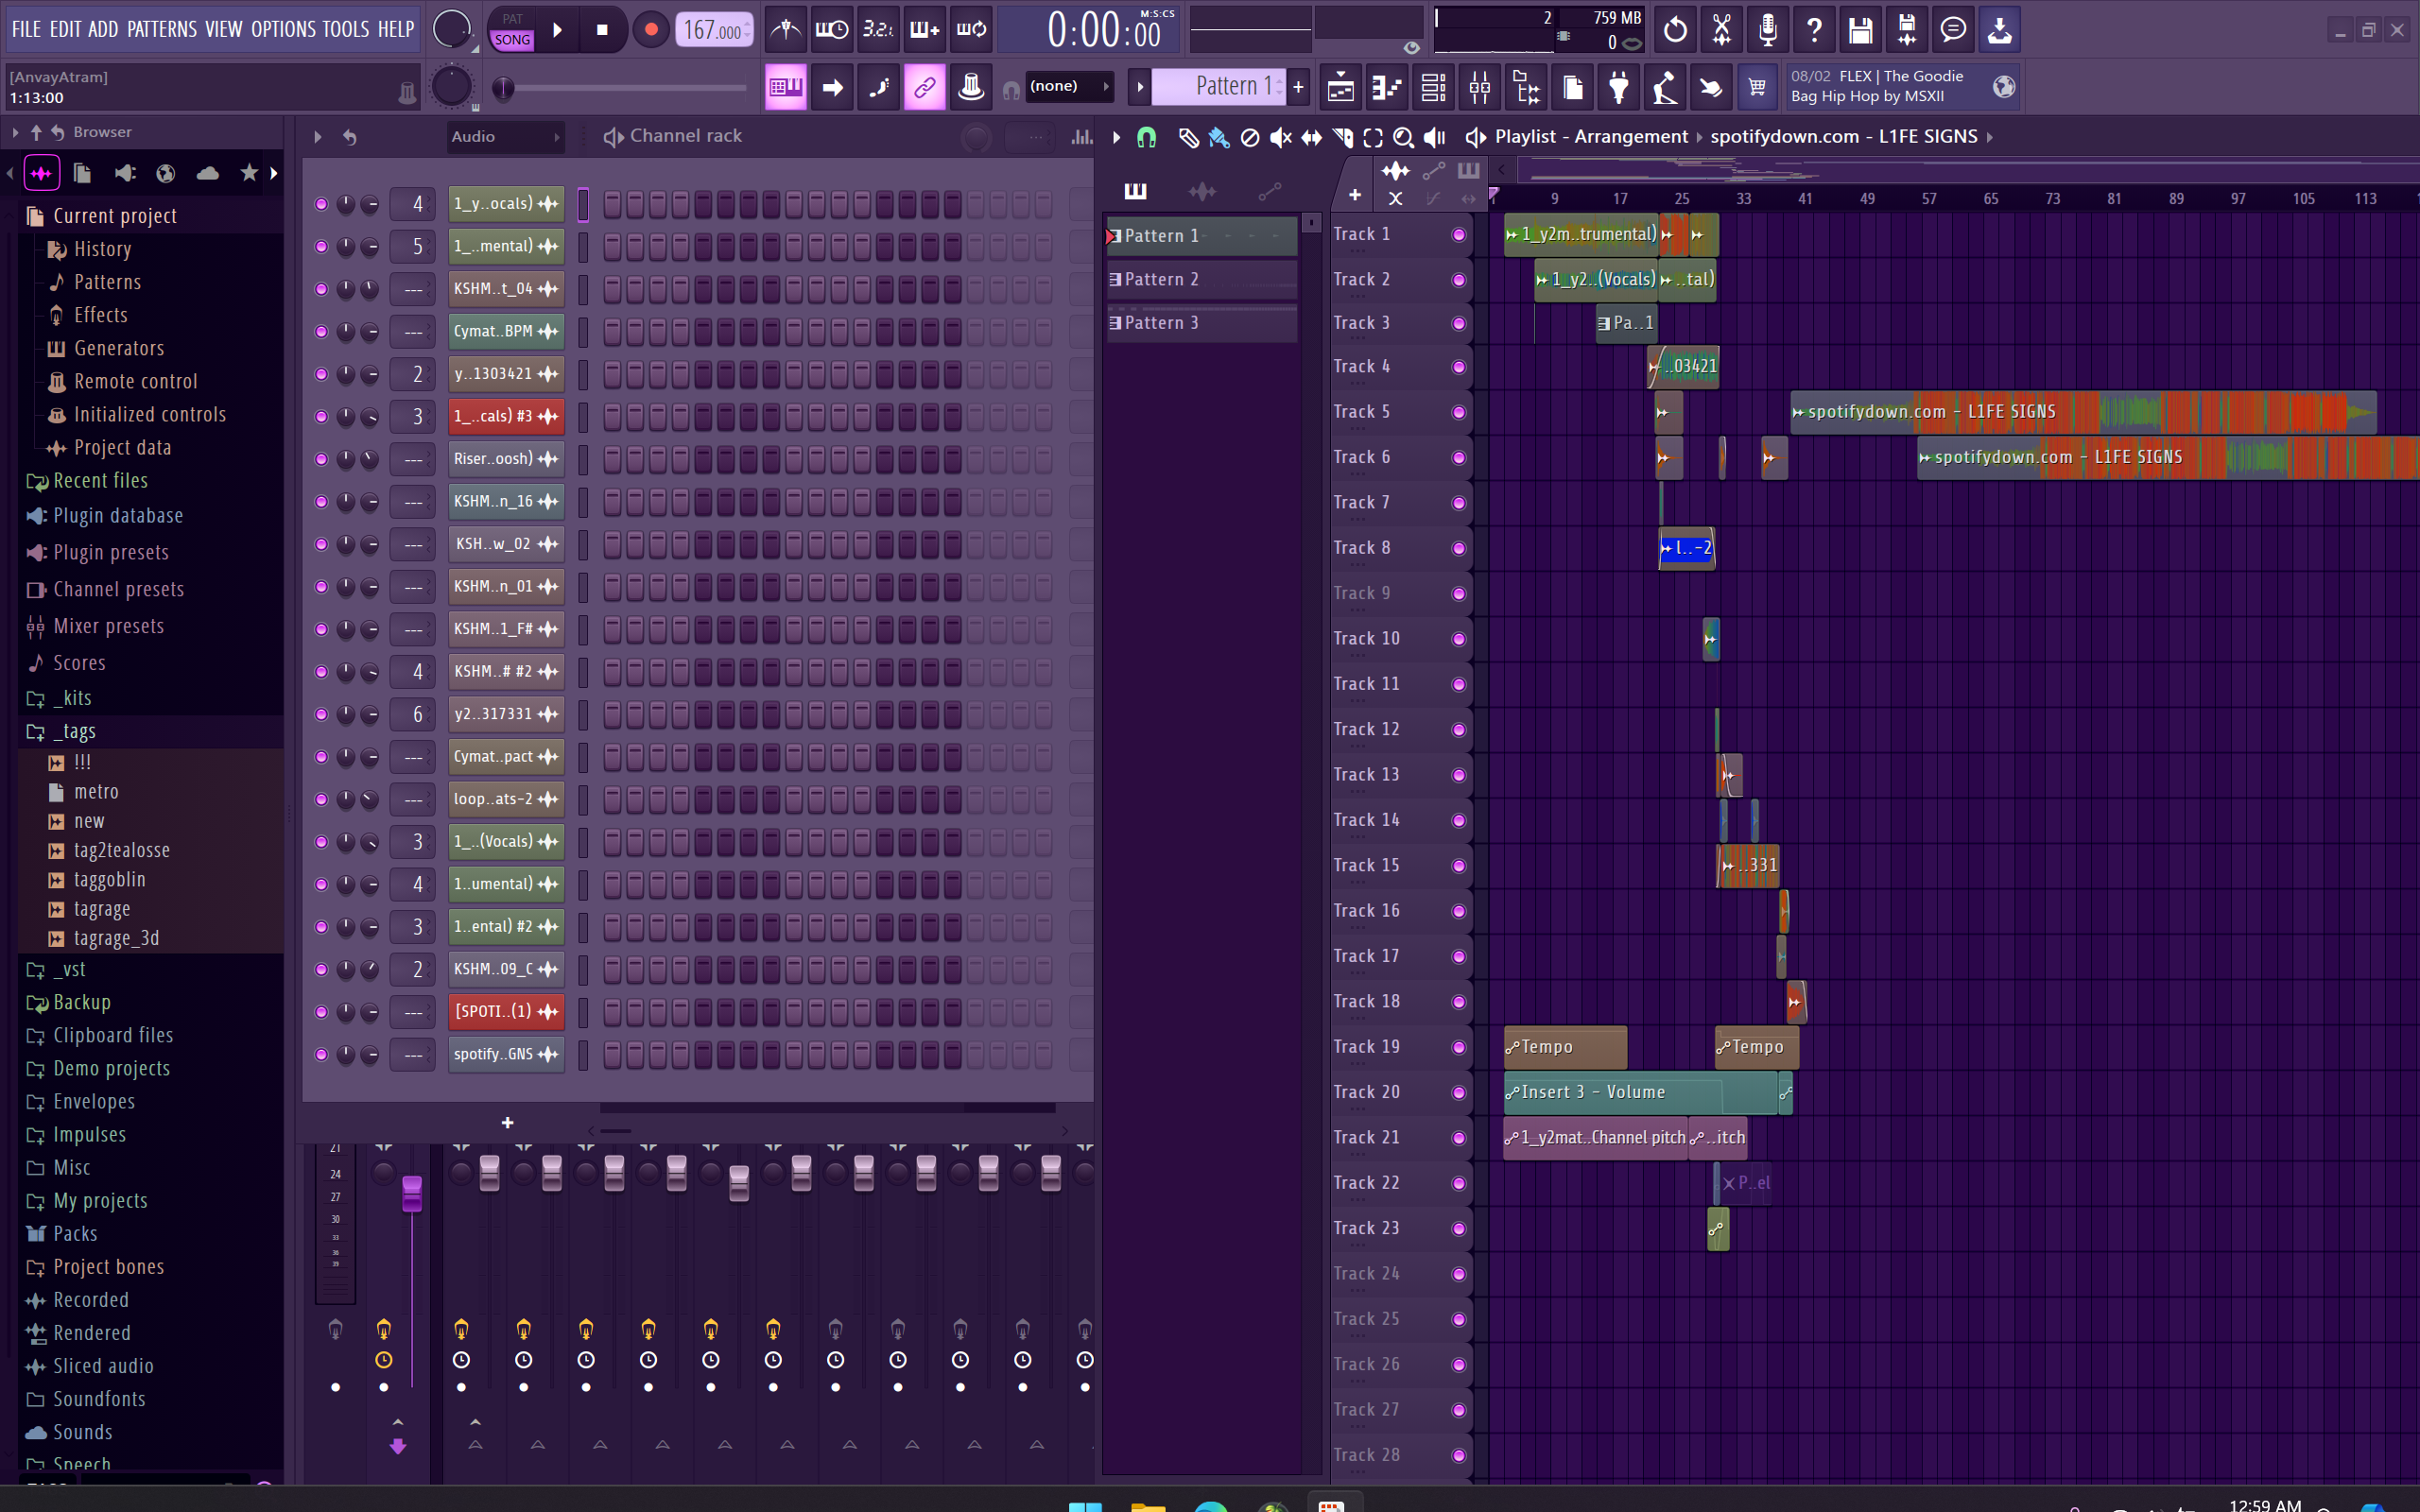 FILE EDIT ADD PATTERNS VIEW OPTIONS TOOLS HELP
PAT
SONG
167.000
3.2.
0:00:00
M:S:CS
2
759 MB
0
[AnvayAtram]
1:13:00
(none)
Pattern 1
08/02 FLEX | The Goodie
Bag Hip Hop by MSXII
Browser
Current project
History
Patterns
Effects
Generators
Remote control
Initialized controls
Project data
Recent files
Plugin database
Plugin presets
Channel presets
Mixer presets
Scores
_kits
_tags
!!!
metro
new
tag2tealosse
taggoblin
tagrage
tagrage_3d
_vst
Backup
Clipboard files
Demo projects
Envelopes
Impulses
Misc
My projects
Packs
Project bones
Recorded
Rendered
Sliced audio
Soundfonts
Sounds
Speech
Audio
Channel rack
4 1_y..ocals)
5 1_..mental)
--- KSHM..t_04
--- Cymat..BPM
2 y..1303421
3 1_..cals) #3
--- Riser..oosh)
--- KSHM..n_16
--- KSH..w_02
--- KSHM..n_01
--- KSHM..1_F#
4 KSHM..# #2
6 y2..317331
--- Cymat..pact
--- loop..ats-2
3 1_..(Vocals)
4 1..umental)
3 1..ental) #2
2 KSHM..09_C
--- [SPOTI..(1)
--- spotify..GNS
21
24
27
30
33
36
39
Playlist - Arrangement › spotifydown.com - L1FE SIGNS
Pattern 1
Pattern 2
Pattern 3
1 9 17 25 33 41 49 57 65 73 81 89 97 105 113
Track 1 1_y2m..trumental)
Track 2 1_y2..(Vocals) ..tal)
Track 3 Pa..1
Track 4 ..03421
Track 5 spotifydown.com - L1FE SIGNS
Track 6 spotifydown.com - L1FE SIGNS
Track 7
Track 8 l..-2
Track 9
Track 10
Track 11
Track 12
Track 13
Track 14
Track 15 ..331
Track 16
Track 17
Track 18
Track 19 Tempo Tempo
Track 20 Insert 3 - Volume
Track 21 1_y2mat..Channel pitch ..itch
Track 22 P..el
Track 23
Track 24
Track 25
Track 26
Track 27
Track 28
12:59 AM